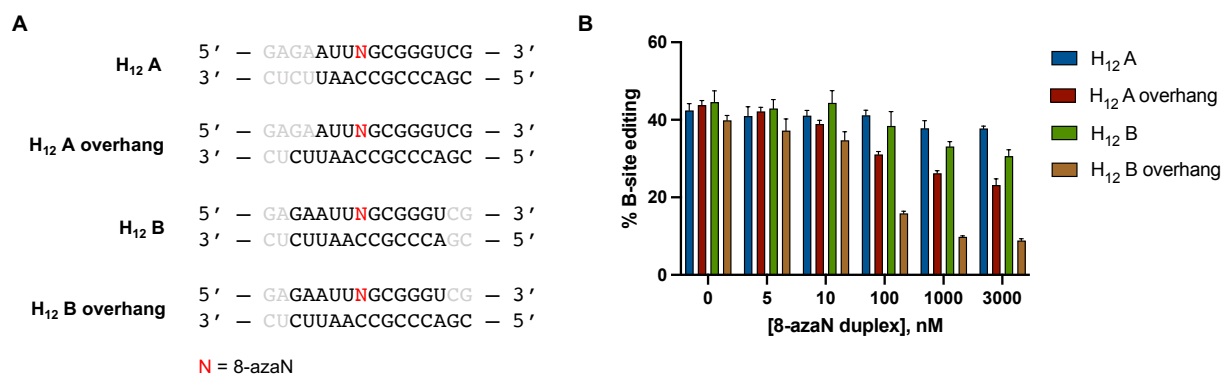 A
H₁₂ A
5′ – GAGAAUUNGCGGGUCG – 3′
3′ – CUCUUAACCGCCCAGC – 5′
H₁₂ A overhang
5′ – GAGAAUUNGCGGGUCG – 3′
3′ – CUCUUAACCGCCCAGC – 5′
H₁₂ B
5′ – GAGAAUUNGCGGGUCG – 3′
3′ – CUCUUAACCGCCCAGC – 5′
H₁₂ B overhang
5′ – GAGAAUUNGCGGGUCG – 3′
3′ – CUCUUAACCGCCCAGC – 5′
N = 8-azaN
B
% B-site editing
60
40
20
0
0 5 10 100 1000 3000
[8-azaN duplex], nM
H₁₂ A
H₁₂ A overhang
H₁₂ B
H₁₂ B overhang